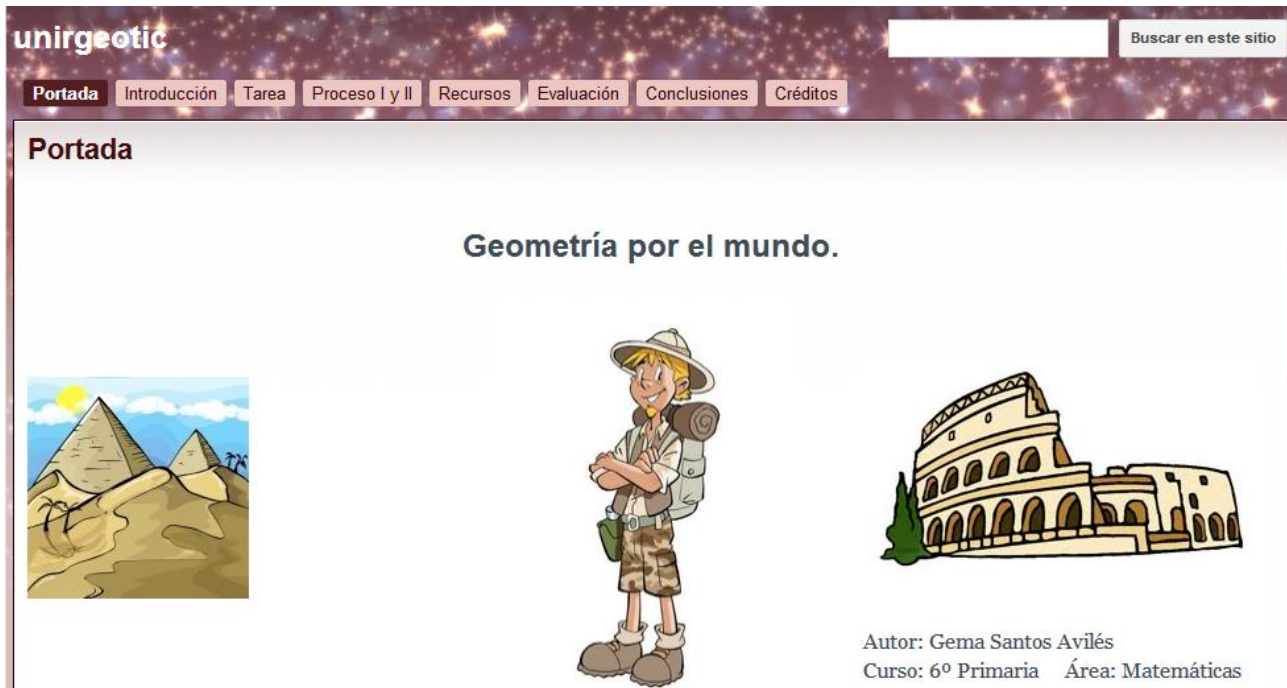 unirgeotic
Buscar en este sitio
Portada Introducción Tarea Proceso I y II Recursos Evaluación Conclusiones Créditos
Portada
Geometría por el mundo.
Autor: Gema Santos Avilés
Curso: 6º Primaria Área: Matemáticas